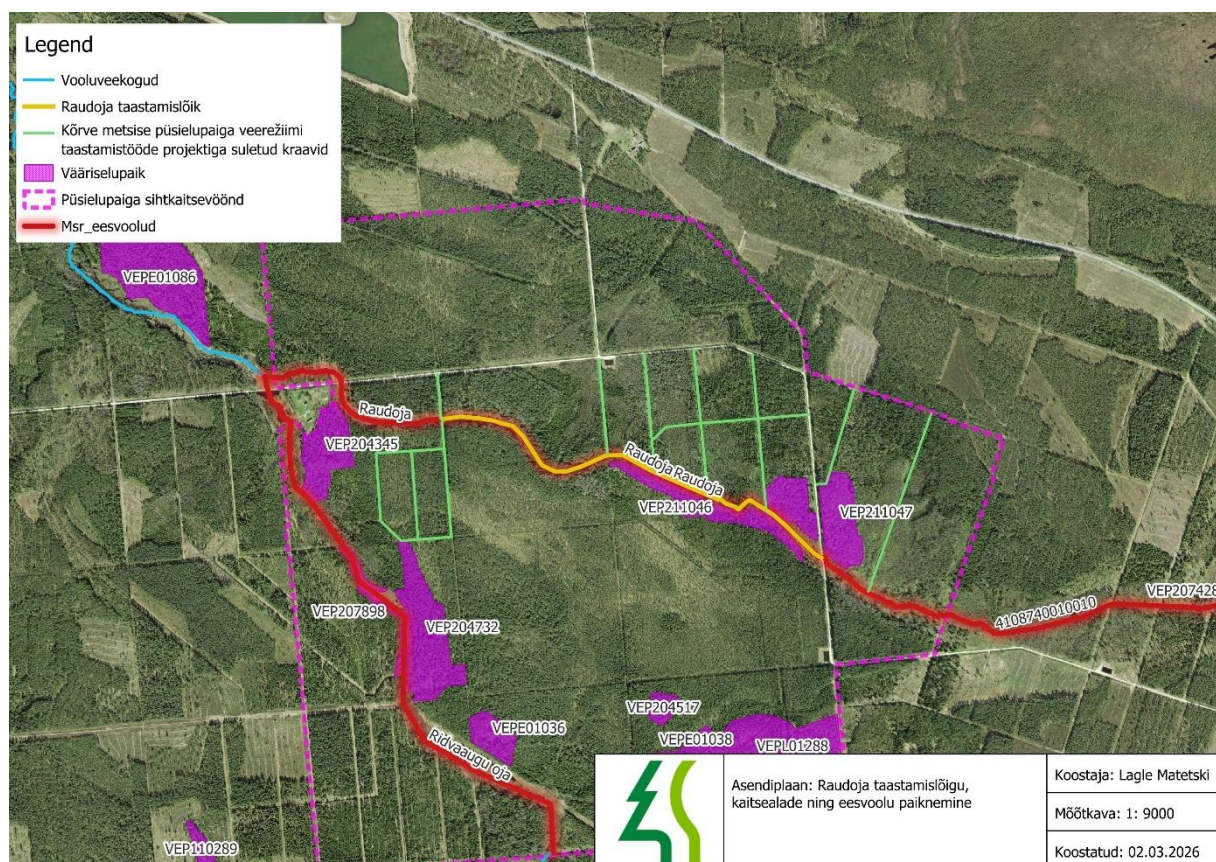 Legend
Vooluveekogud
Raudoja taastamislõik
Kõrve metsise püsielupaiga veerežiimi
taastamistööde projektiga suletud kraavid
Vääriselupaik
Püsielupaiga sihtkaitsevöönd
Msr_eesvoolud
VEPE01086
Raudoja
VEP204345
Raudoja Raudoja
VEP211046
VEP211047
VEP207428
4108740010010
VEP207898
VEP204732
VEP204517
VEPE01036
VEPE01038
VEPL01288
Ridvaaugu oja
VEP110289
Asendiplaan: Raudoja taastamislõigu,
kaitsealade ning eesvoolu paiknemine
Koostaja: Lagle Matetski
Mõõtkava: 1: 9000
Koostatud: 02.03.2026